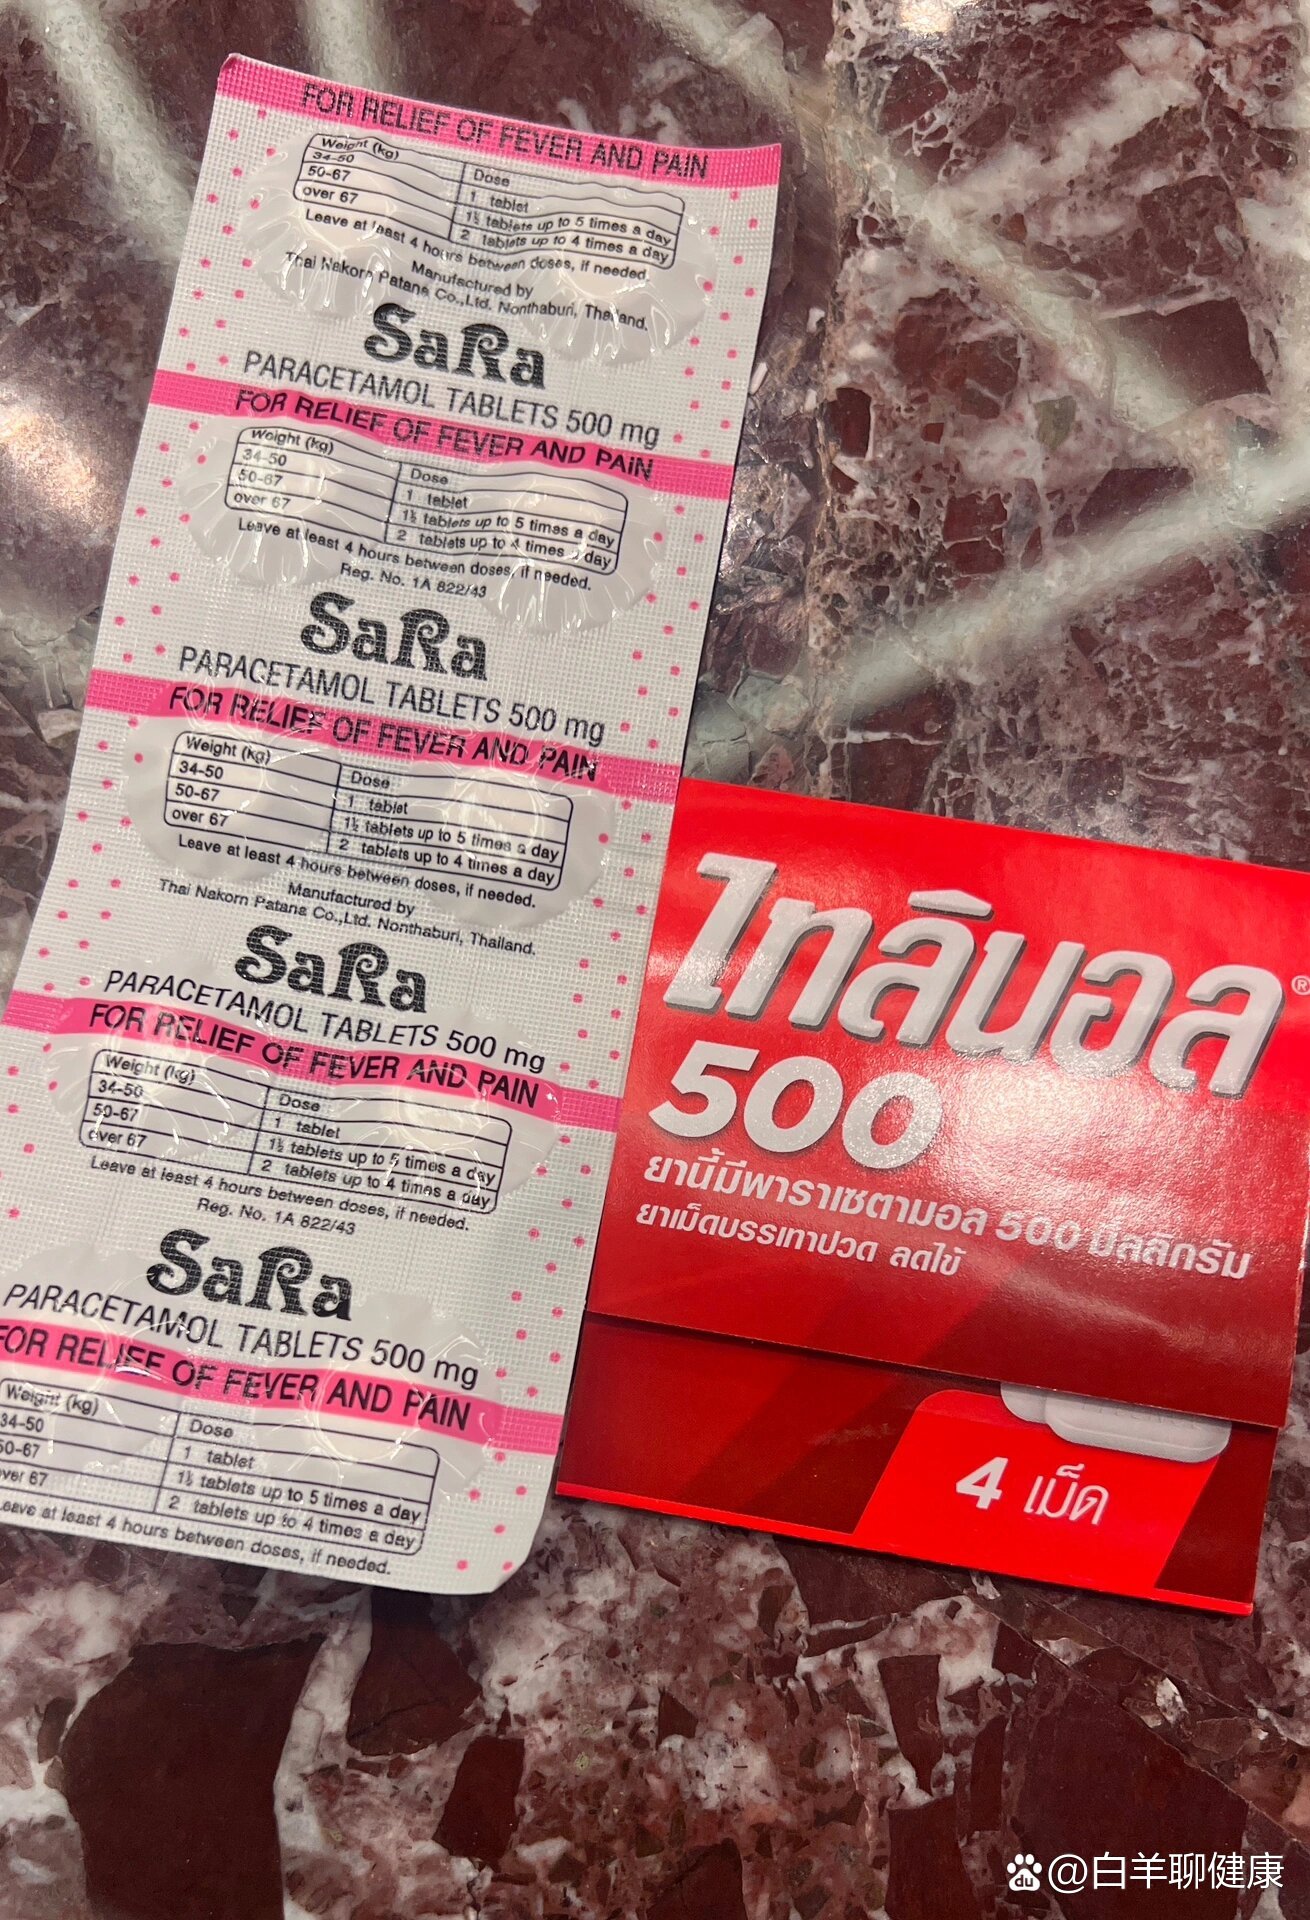 FOR RELIEF OF FEVER AND PAIN
Weight (kg) Dose
34-50 1 tablet
50-67 1½ tablets up to 5 times a day
over 67 2 tablets up to 4 times a day
Leave at least 4 hours between doses, if needed.
Manufactured by
Thai Nakorn Patana Co.,Ltd. Nonthaburi, Thailand.
SaRa
PARACETAMOL TABLETS 500 mg
FOR RELIEF OF FEVER AND PAIN
Weight (kg) Dose
34-50 1 tablet
50-67 1½ tablets up to 5 times a day
over 67 2 tablets up to 4 times a day
Leave at least 4 hours between doses, if needed.
Reg. No. 1A 822/43
SaRa
PARACETAMOL TABLETS 500 mg
FOR RELIEF OF FEVER AND PAIN
Weight (kg) Dose
34-50 1 tablet
50-67 1½ tablets up to 5 times a day
over 67 2 tablets up to 4 times a day
Leave at least 4 hours between doses, if needed.
Manufactured by
Thai Nakorn Patana Co.,Ltd. Nonthaburi, Thailand.
SaRa
PARACETAMOL TABLETS 500 mg
FOR RELIEF OF FEVER AND PAIN
Weight (kg) Dose
34-50 1 tablet
50-67 1½ tablets up to 5 times a day
over 67 2 tablets up to 4 times a day
Leave at least 4 hours between doses, if needed.
Reg. No. 1A 822/43
SaRa
PARACETAMOL TABLETS 500 mg
FOR RELIEF OF FEVER AND PAIN
Weight (kg) Dose
34-50 1 tablet
50-67 1½ tablets up to 5 times a day
over 67 2 tablets up to 4 times a day
Leave at least 4 hours between doses, if needed.
ไทลินอล®
500
ยานี้มีพาราเซตามอล 500 มิลลิกรัม
ยาเม็ดบรรเทาปวด ลดไข้
4 เม็ด
du @白羊聊健康